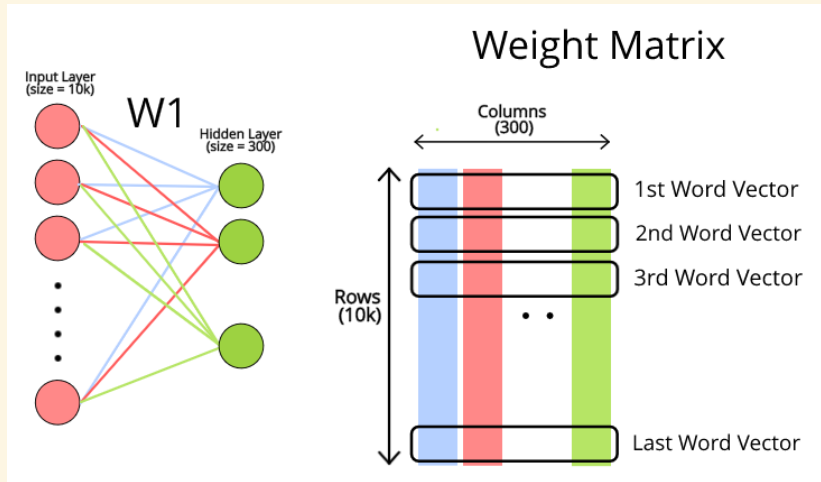 Weight Matrix
Input Layer
(size = 10k)
W1
Hidden Layer
(size = 300)
Columns
(300)
1st Word Vector
2nd Word Vector
3rd Word Vector
Rows
(10k)
Last Word Vector